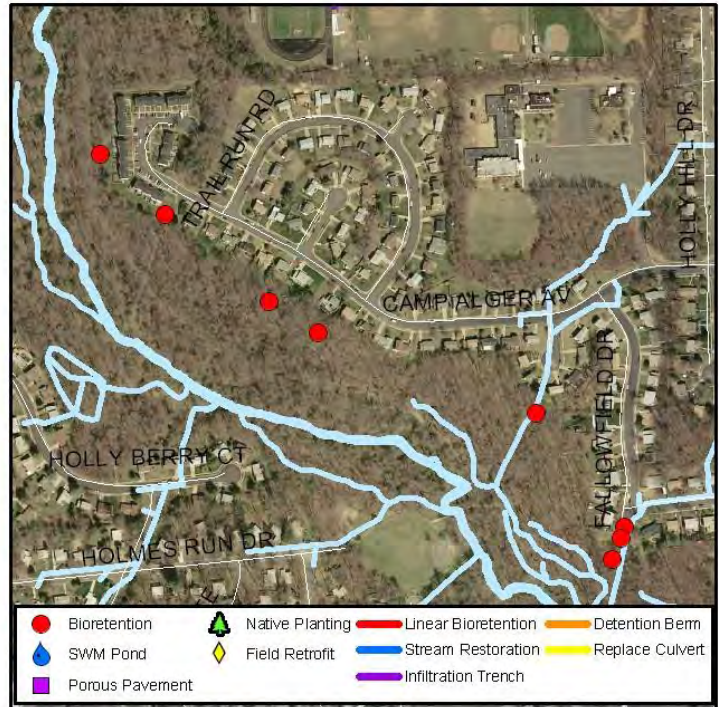 TRAIL RUN RD
HOLLY HILL DR
CAMP ALGER AV
FALLOWFIELD DR
HOLLY BERRY CT
HOLMES RUN DR
Bioretention
Native Planting
Linear Bioretention
Detention Berm
SWM Pond
Field Retrofit
Stream Restoration
Replace Culvert
Porous Pavement
Infiltration Trench